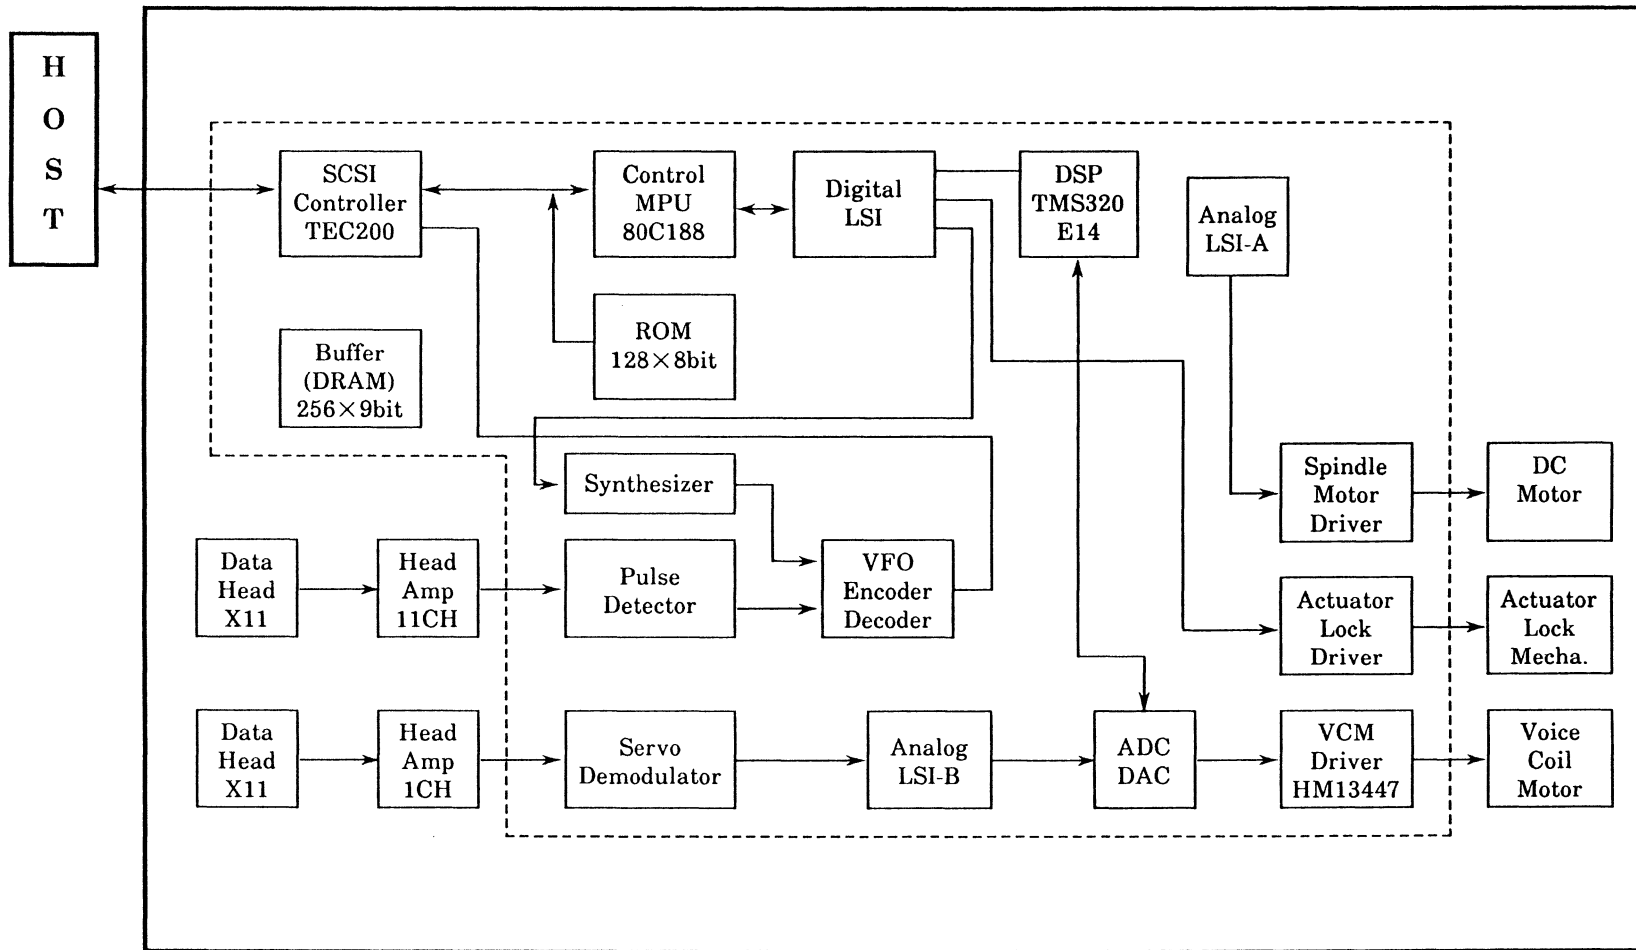 H
O
S
T
SCSI
Controller
TEC200
Control
MPU
80C188
Digital
LSI
DSP
TMS320
E14
Analog
LSI-A
Buffer
(DRAM)
256×9bit
ROM
128×8bit
Synthesizer
Spindle
Motor
Driver
DC
Motor
Data
Head
X11
Head
Amp
11CH
Pulse
Detector
VFO
Encoder
Decoder
Actuator
Lock
Driver
Actuator
Lock
Mecha.
Data
Head
X11
Head
Amp
1CH
Servo
Demodulator
Analog
LSI-B
ADC
DAC
VCM
Driver
HM13447
Voice
Coil
Motor